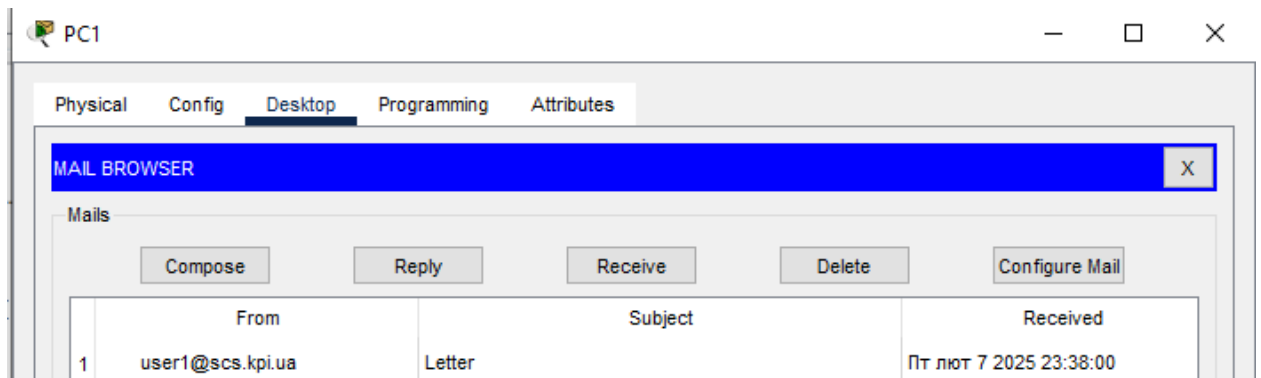 PC1
Physical Config Desktop Programming Attributes
MAIL BROWSER X
Mails
Compose Reply Receive Delete Configure Mail
From Subject Received
1 user1@scs.kpi.ua Letter Пт лют 7 2025 23:38:00